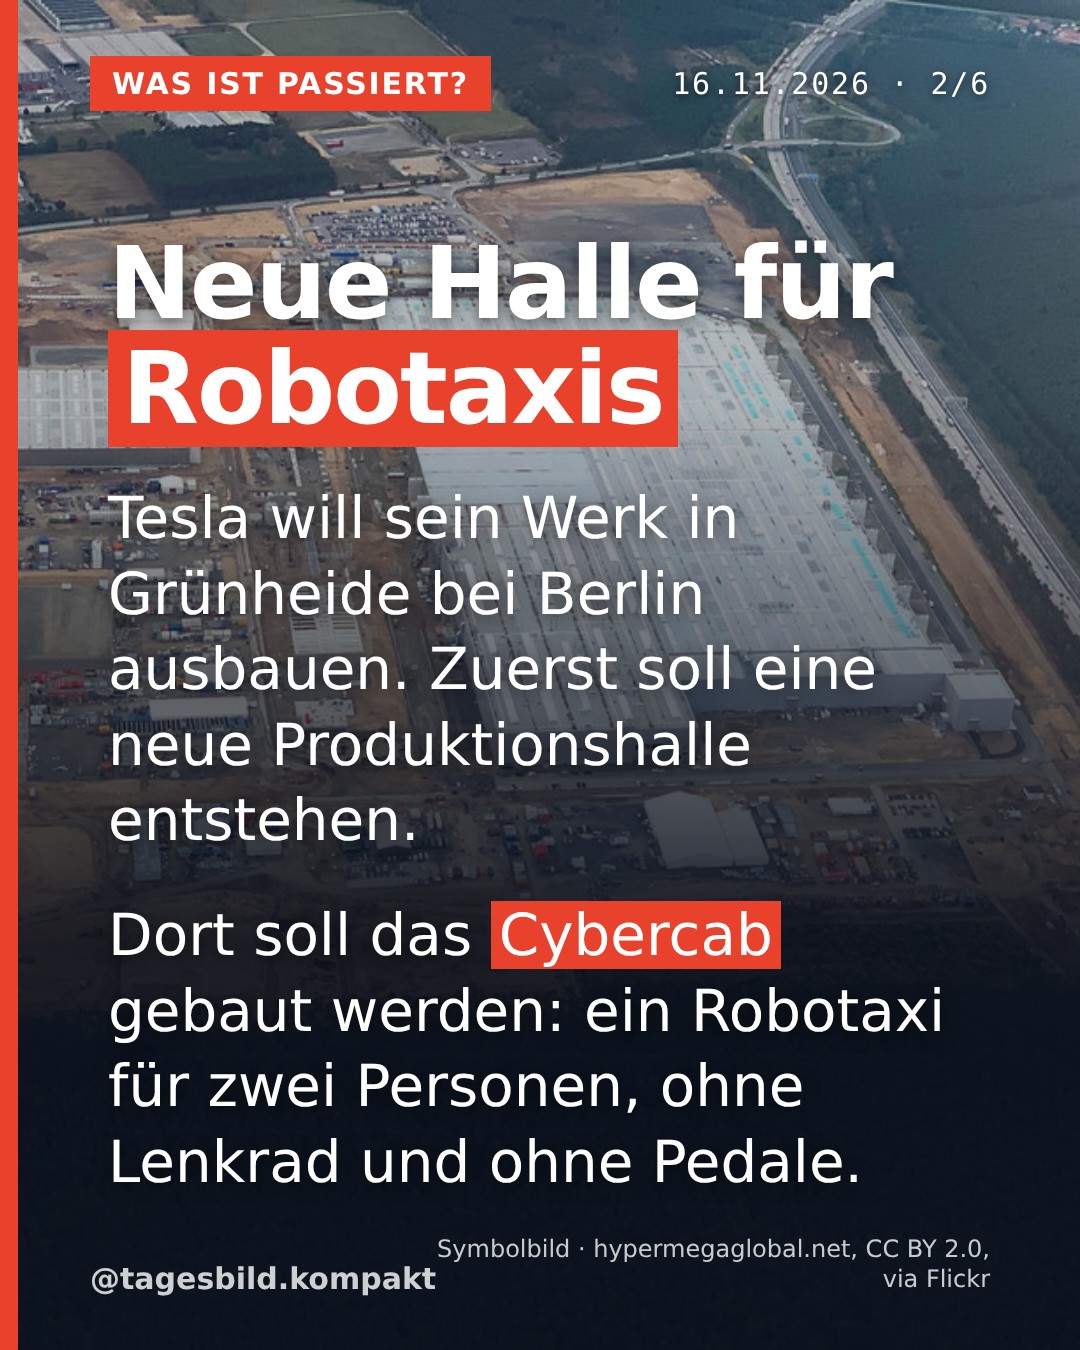 WAS IST PASSIERT?
16.11.2026 · 2/6
Neue Halle für
Robotaxis
Tesla will sein Werk in
Grünheide bei Berlin
ausbauen. Zuerst soll eine
neue Produktionshalle
entstehen.
Dort soll das Cybercab
gebaut werden: ein Robotaxi
für zwei Personen, ohne
Lenkrad und ohne Pedale.
@tagesbild.kompakt
Symbolbild · hypermegaglobal.net, CC BY 2.0,
via Flickr